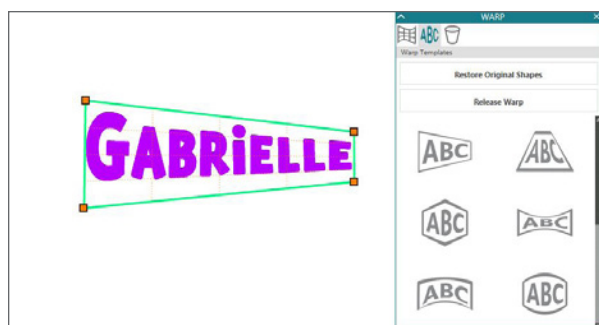 GABRiELLE
WARP
ABC
Warp Templates
Restore Original Shapes
Release Warp
ABC ABC
ABC ABC
ABC ABC